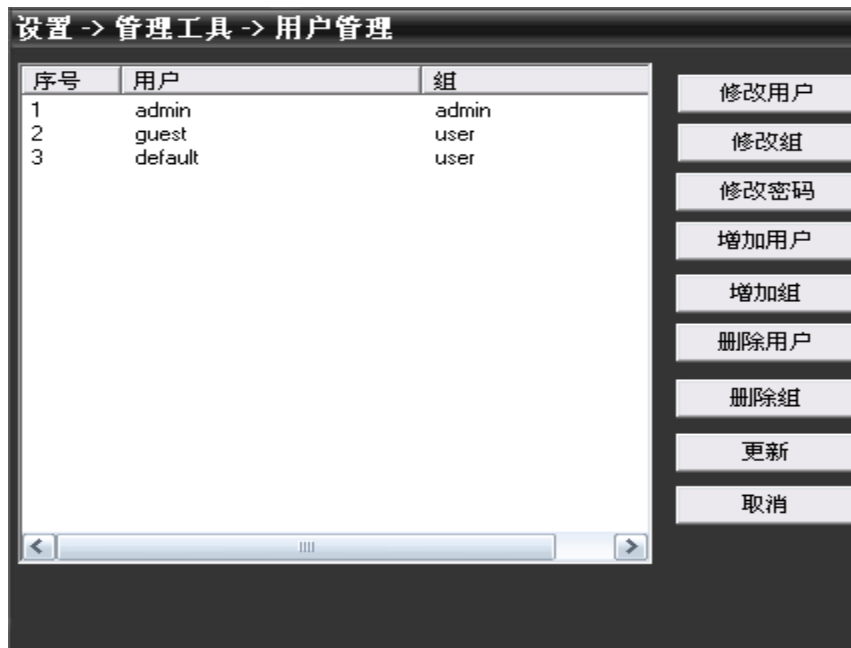 设置 -> 管理工具 -> 用户管理
序号 用户 组
1 admin admin
2 guest user
3 default user
修改用户
修改组
修改密码
增加用户
增加组
删除用户
删除组
更新
取消